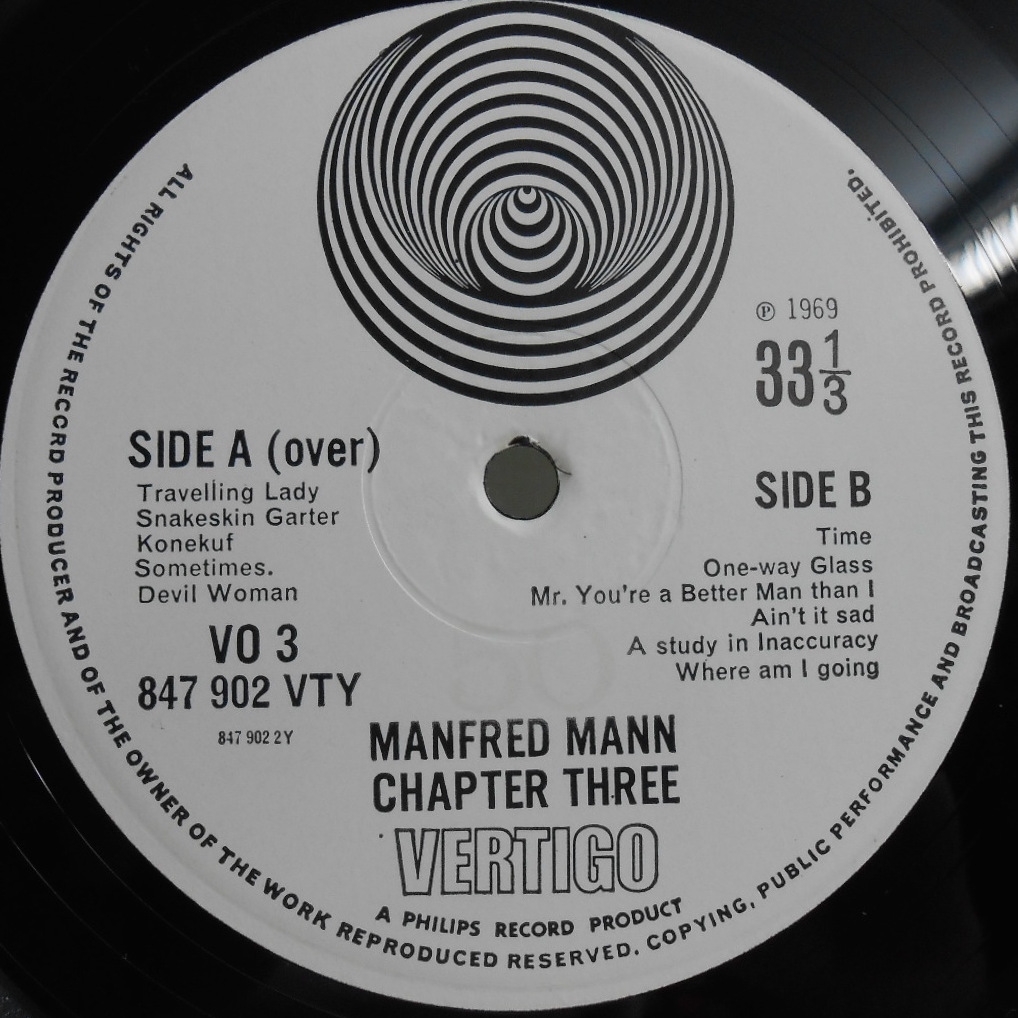 ALL RIGHTS OF THE RECORD PRODUCER AND OF THE OWNER OF THE WORK REPRODUCED RESERVED. COPYING, PUBLIC PERFORMANCE AND BROADCASTING THIS RECORD PROHIBITED.
℗ 1969
33 1/3
SIDE A (over)
Travelling Lady
Snakeskin Garter
Konekuf
Sometimes.
Devil Woman
VO 3
847 902 VTY
847 902 2Y
SIDE B
Time
One-way Glass
Mr. You're a Better Man than I
Ain't it sad
A study in Inaccuracy
Where am I going
MANFRED MANN
CHAPTER THREE
VERTIGO
A PHILIPS RECORD PRODUCT